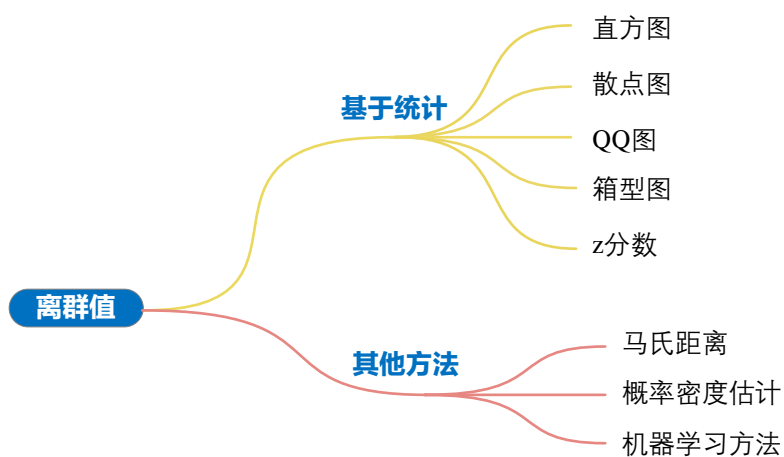 离群值
基于统计
直方图
散点图
QQ图
箱型图
z分数
其他方法
马氏距离
概率密度估计
机器学习方法